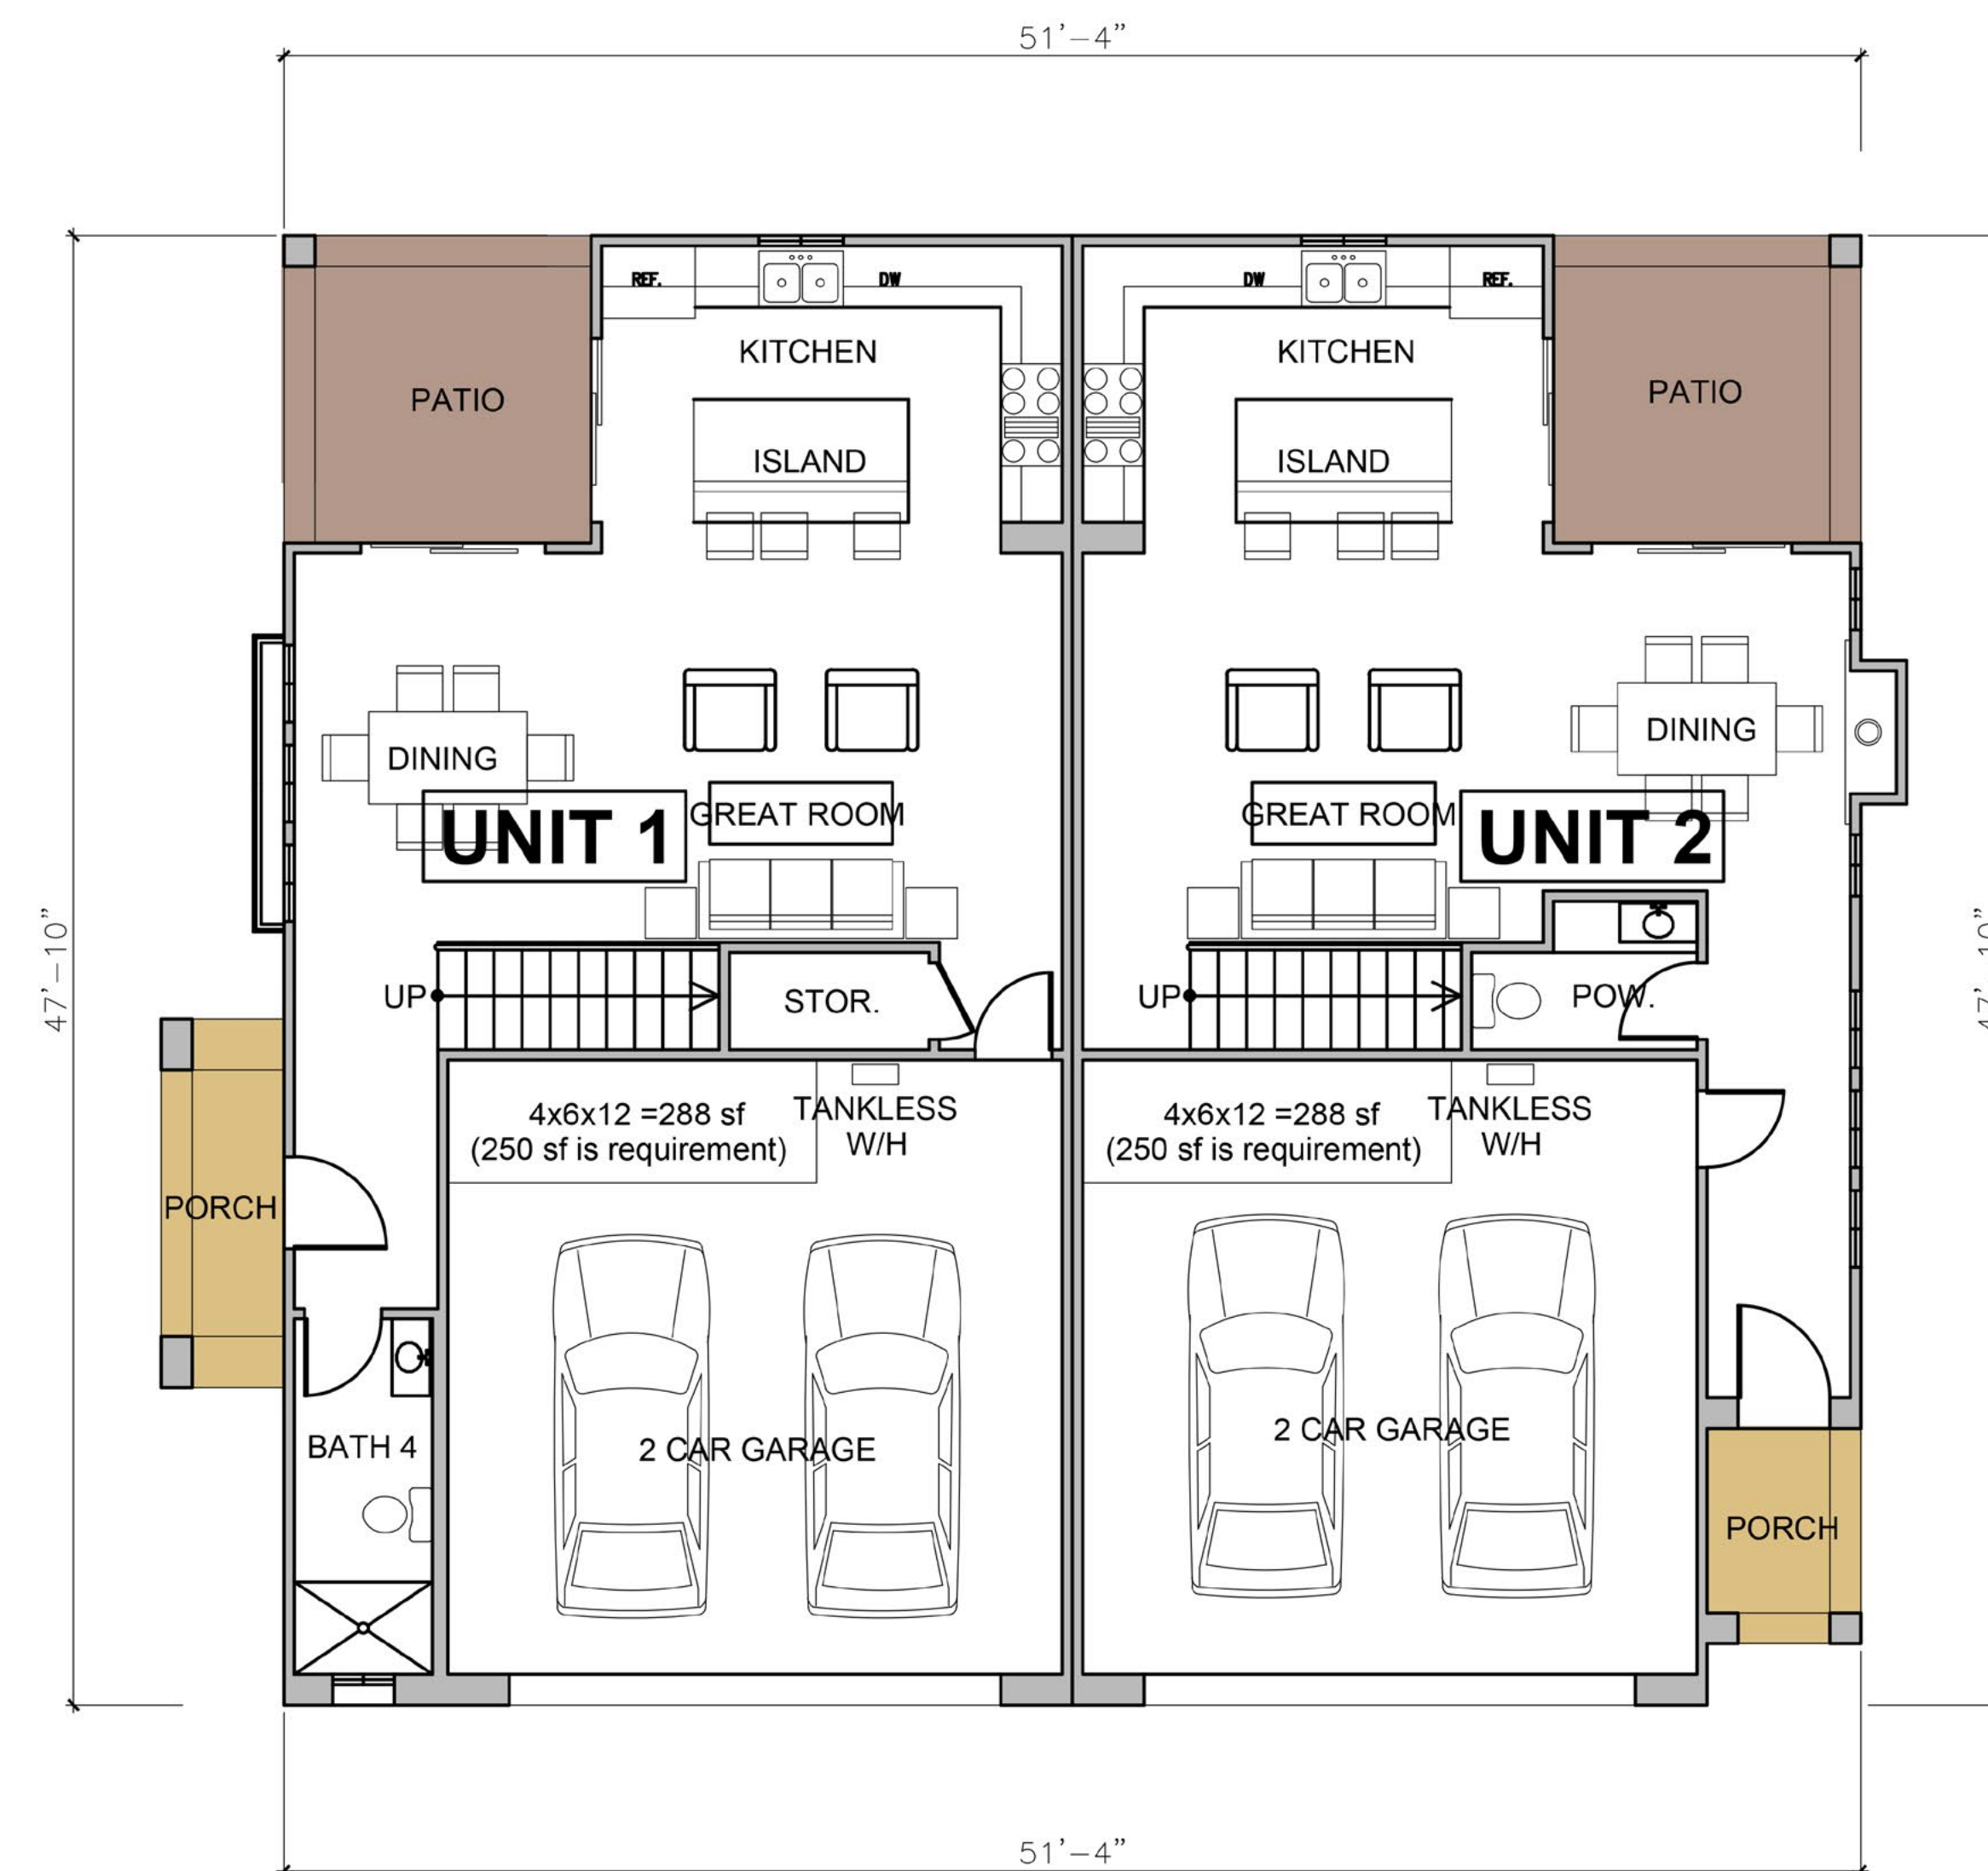 51'-4"
REF.
DW
DW
REF.
KITCHEN
KITCHEN
PATIO
PATIO
ISLAND
ISLAND
DINING
DINING
GREAT ROOM
GREAT ROOM
UNIT 1
UNIT 2
47'-10"
47'-10"
UP
STOR.
UP
POW.
4x6x12 =288 sf
(250 sf is requirement)
TANKLESS
W/H
4x6x12 =288 sf
(250 sf is requirement)
TANKLESS
W/H
PORCH
BATH 4
2 CAR GARAGE
2 CAR GARAGE
PORCH
51'-4"